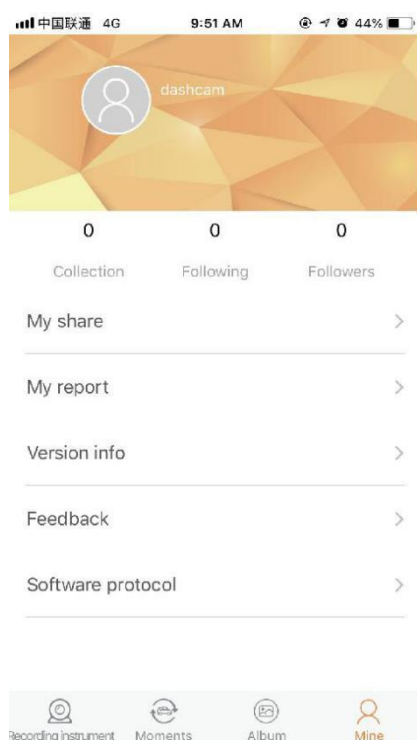 中国联通 4G 9:51 AM 44%
dashcam
0 0 0
Collection Following Followers
My share
My report
Version info
Feedback
Software protocol
Recording instrument Moments Album Mine